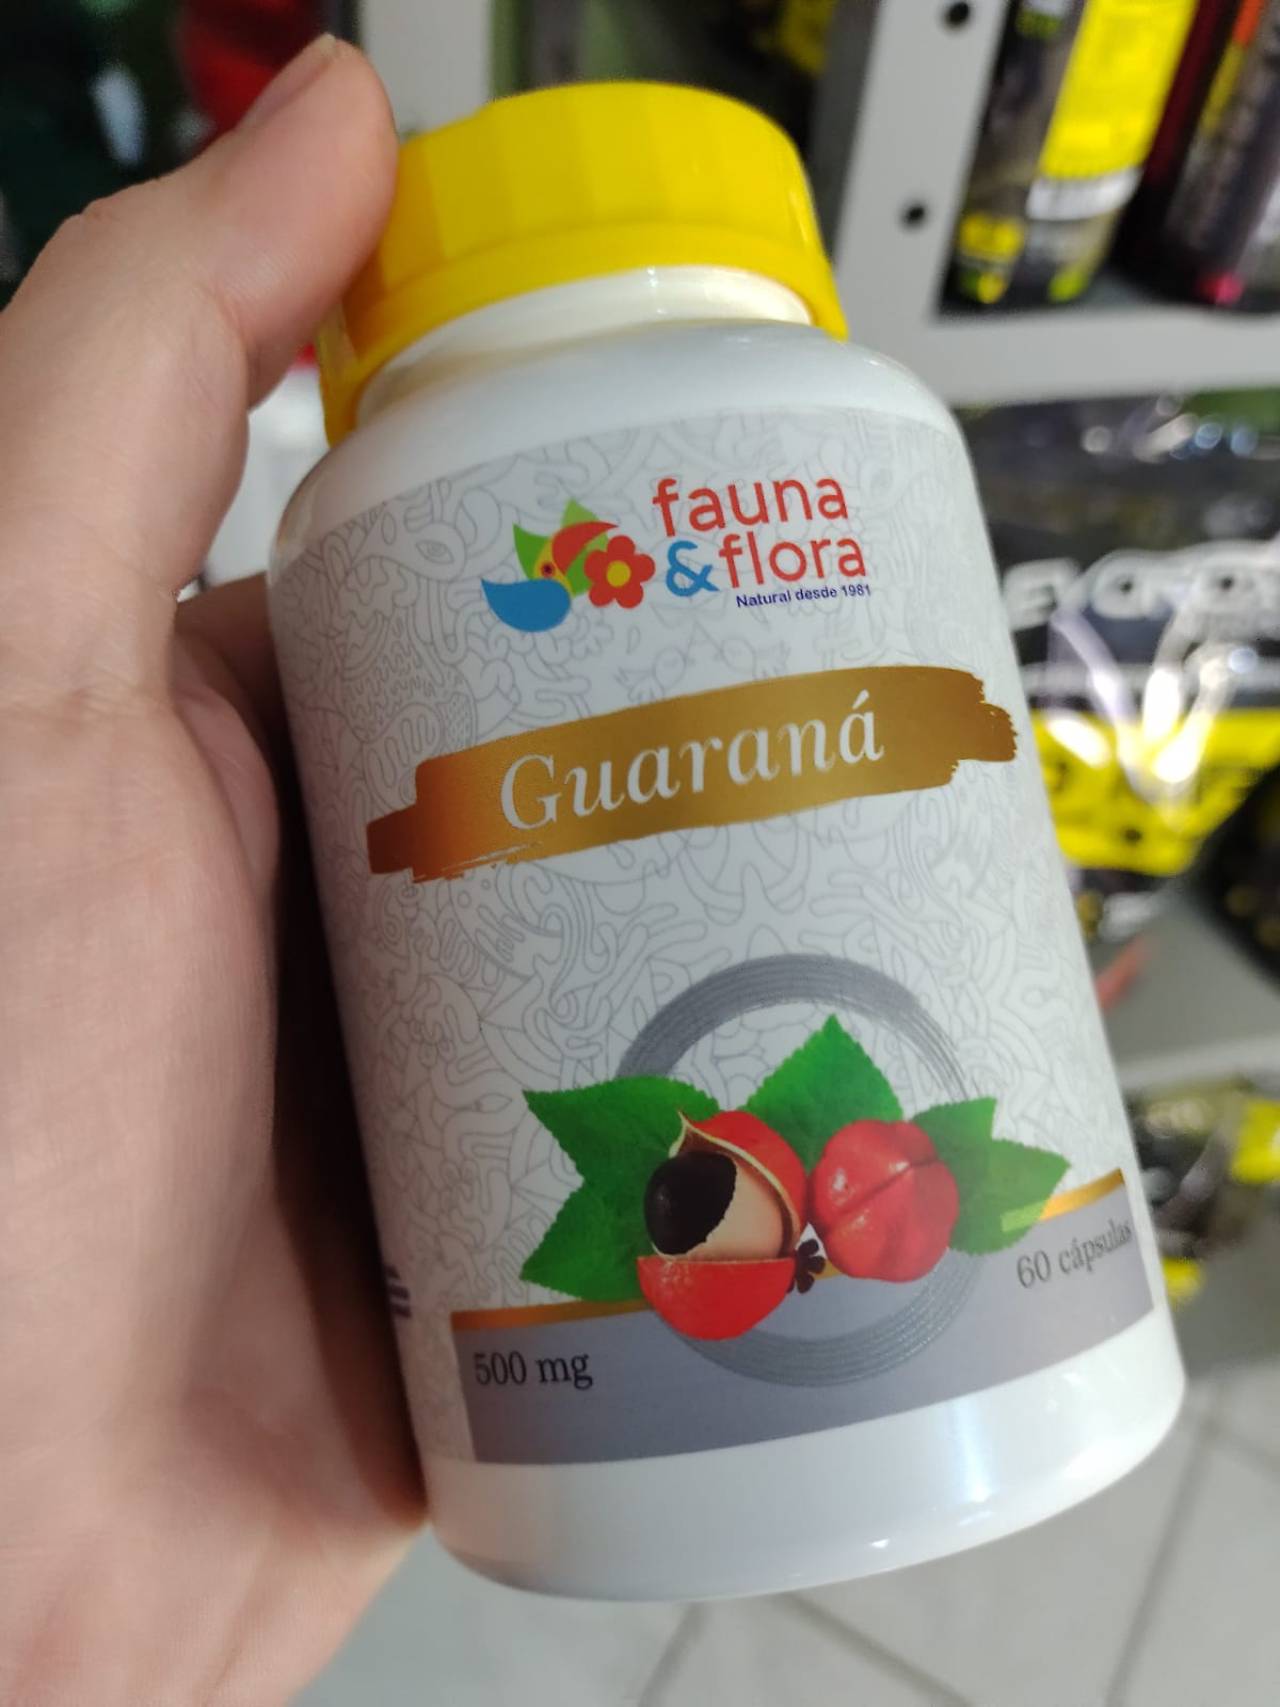 fauna
&flora
Natural desde 1981
Guaraná
60 cápsulas
500 mg